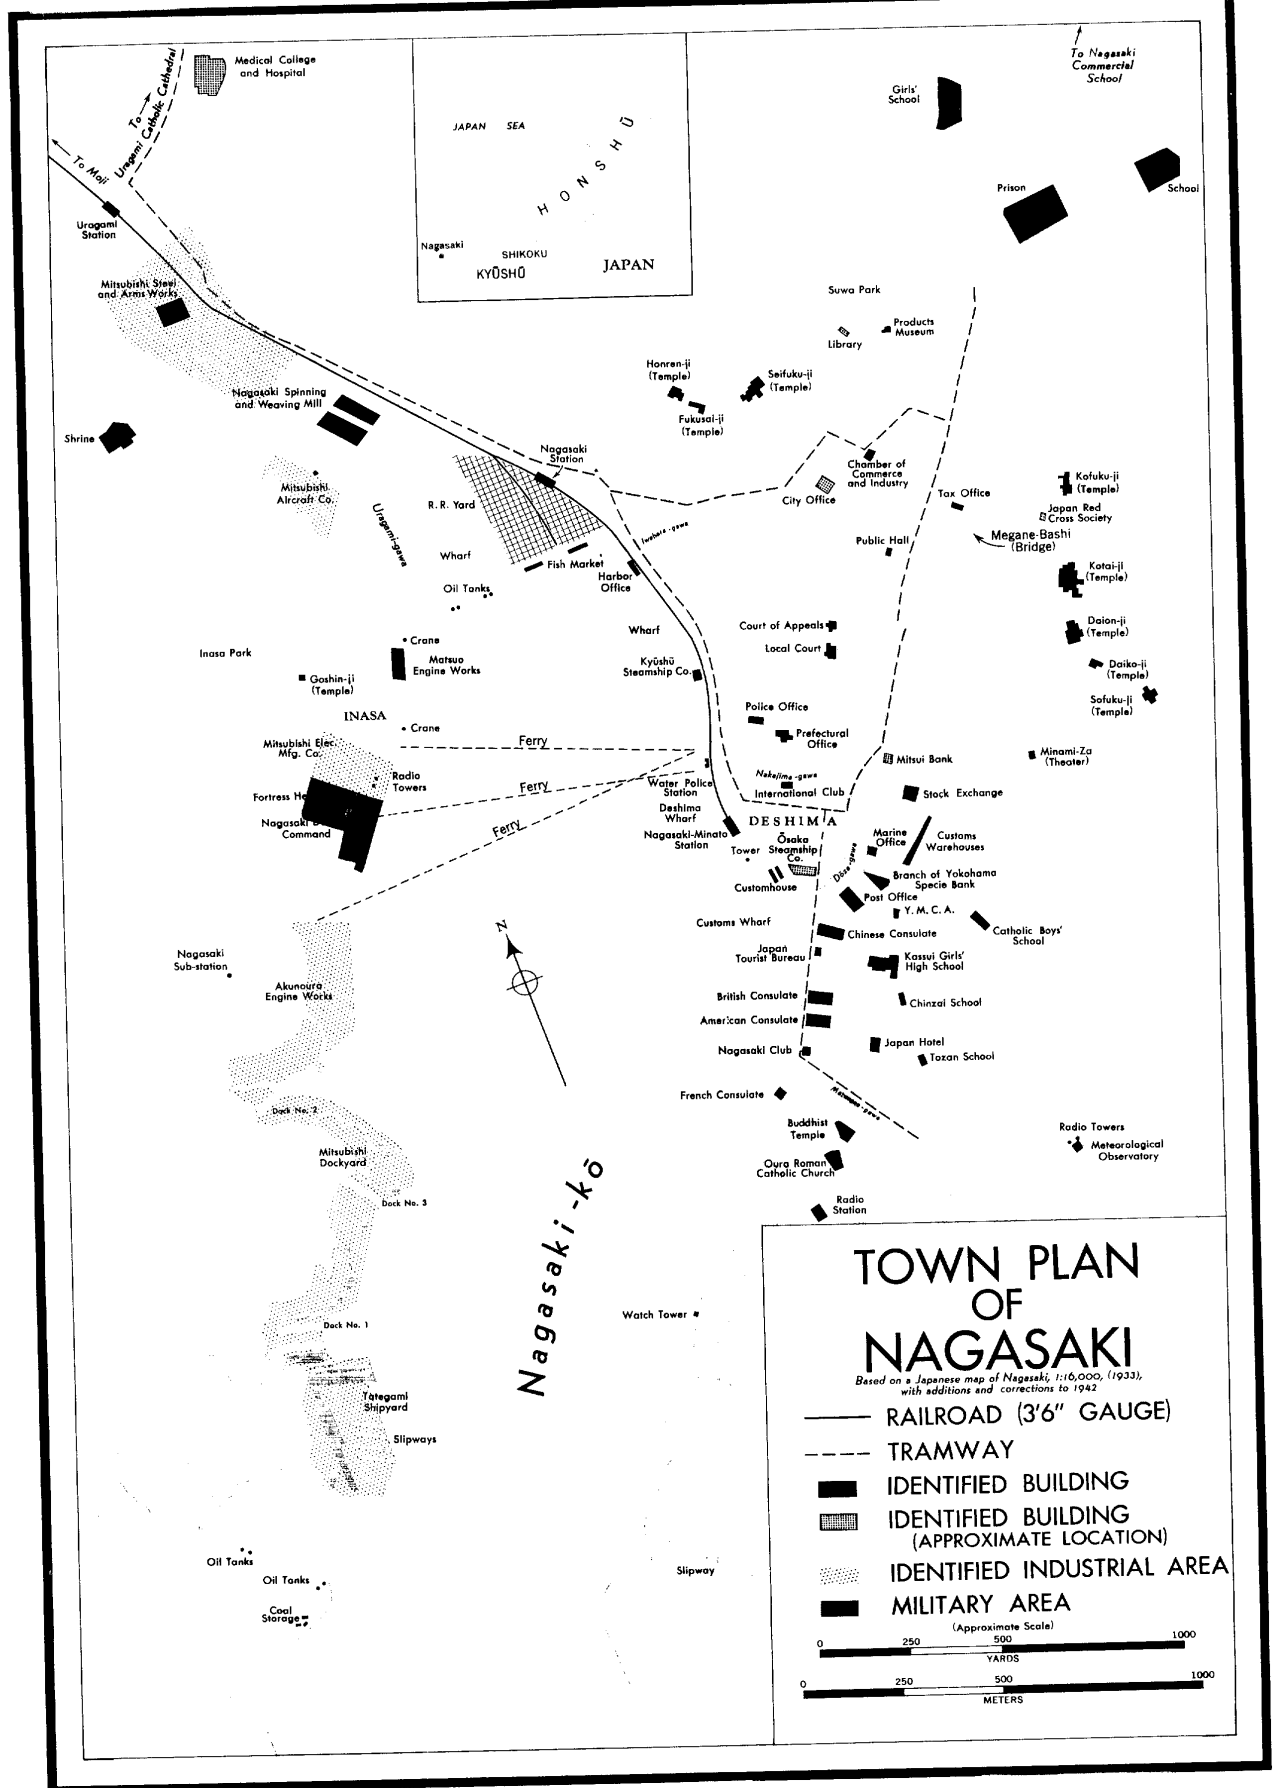 To Nagasaki
Commercial
School
Medical College
and Hospital
To
Uragami Catholic Cathedral
To Moji
Uragami
Station
JAPAN SEA
HONSHŪ
Nagasaki
SHIKOKU
KYŪSHŪ
JAPAN
Girls'
School
Prison
School
Mitsubishi Steel
and Arms Works
Suwa Park
Products
Museum
Library
Honren-ji
(Temple)
Seifuku-ji
(Temple)
Fukusai-ji
(Temple)
Nagasaki Spinning
and Weaving Mill
Shrine
Nagasaki
Station
Chamber of
Commerce
and Industry
City Office
Tax Office
Kofuku-ji
(Temple)
Japan Red
Cross Society
Megane-Bashi
(Bridge)
Mitsubishi
Aircraft Co.
R.R. Yard
Uragami-gawa
Iwahara-gawa
Public Hall
Wharf
Fish Market
Harbor
Office
Oil Tanks
Kotai-ji
(Temple)
Daion-ji
(Temple)
Court of Appeals
Local Court
Wharf
Crane
Matsuo
Engine Works
Inasa Park
Goshin-ji
(Temple)
Kyūshū
Steamship Co.
Daiko-ji
(Temple)
Sofuku-ji
(Temple)
INASA
Crane
Police Office
Prefectural
Office
Ferry
Mitsubishi Elec.
Mfg. Co.
Radio
Towers
Mitsui Bank
Minami-Za
(Theater)
Nakajima-gawa
International Club
Water Police
Station
Ferry
Fortress He
Nagasaki
Command
Stock Exchange
Deshima
Wharf
DESHIMA
Ferry
Nagasaki-Minato
Station
Tower
Ōsaka
Steamship
Co.
Marine
Office
Customs
Warehouses
Customhouse
Branch of Yokohama
Specie Bank
Post Office
Y. M. C. A.
Customs Wharf
Chinese Consulate
Catholic Boys'
School
Japan
Tourist Bureau
Kassui Girls'
High School
N
Nagasaki
Sub-station
Akunoura
Engine Works
British Consulate
Chinzai School
American Consulate
Nagasaki Club
Japan Hotel
Tozan School
French Consulate
Dock No. 2
Buddhist
Temple
Radio Towers
Meteorological
Observatory
Mitsubishi
Dockyard
Oura Roman
Catholic Church
Dock No. 3
Radio
Station
Nagasaki-kō
Watch Tower
Dock No. 1
Tategami
Shipyard
Slipways
Oil Tanks
Oil Tanks
Coal
Storage
Slipway
TOWN PLAN
OF
NAGASAKI
Based on a Japanese map of Nagasaki, 1:16,000, (1933),
with additions and corrections to 1942
RAILROAD (3'6" GAUGE)
TRAMWAY
IDENTIFIED BUILDING
IDENTIFIED BUILDING
(APPROXIMATE LOCATION)
IDENTIFIED INDUSTRIAL AREA
MILITARY AREA
(Approximate Scale)
0 250 500 1000
YARDS
0 250 500 1000
METERS